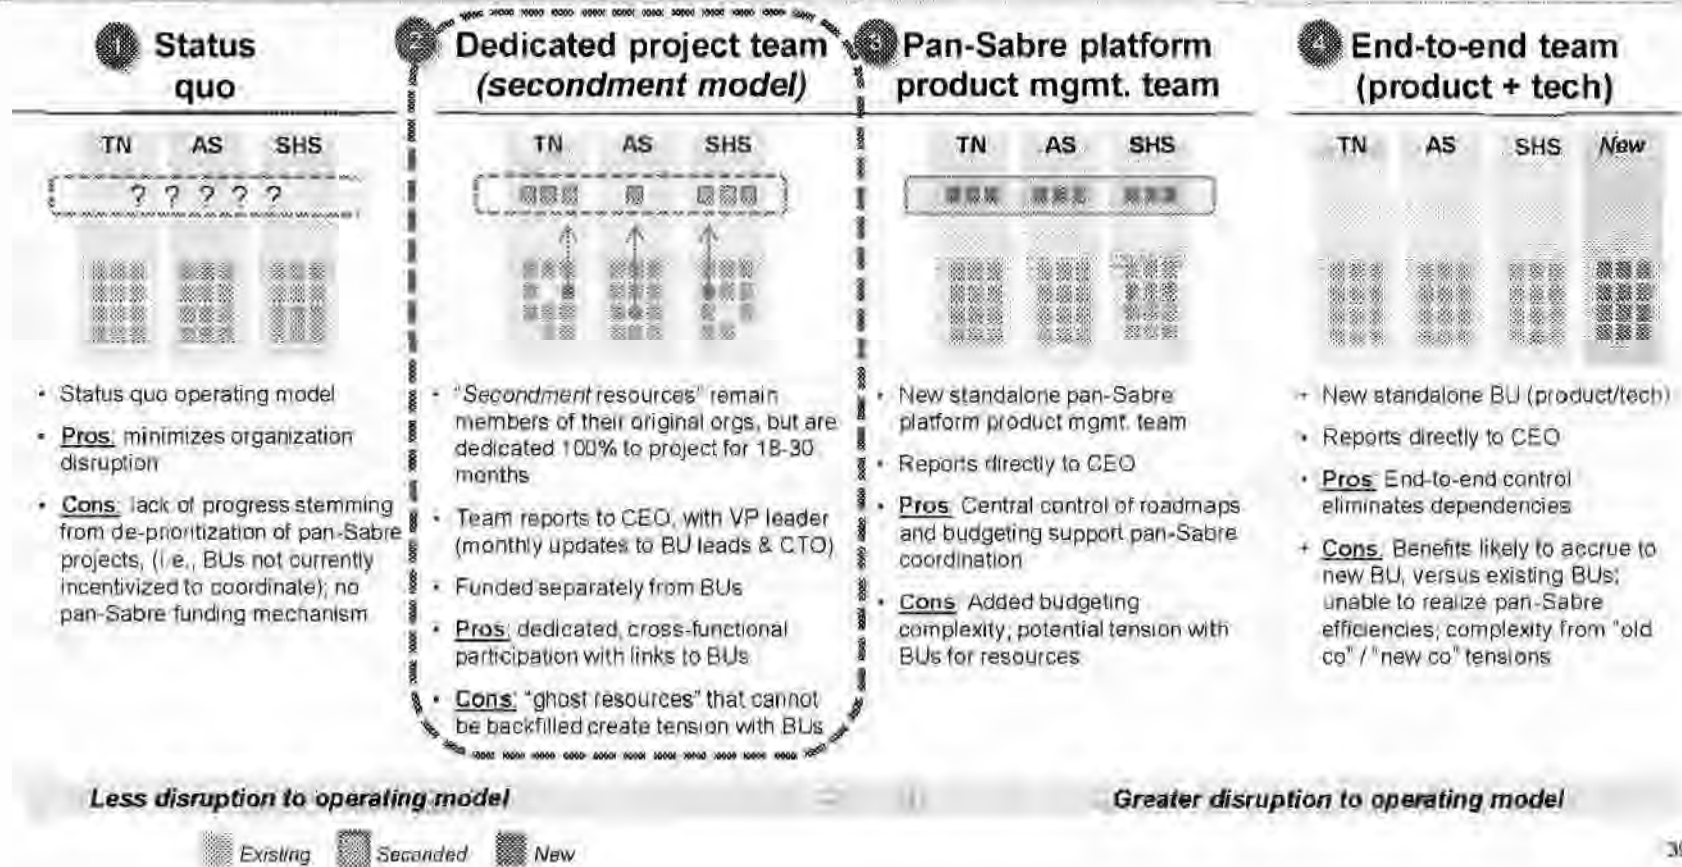 1 Status
quo
TN AS SHS
? ? ? ? ?
• Status quo operating model
• Pros: minimizes organization
disruption
• Cons: lack of progress stemming
from de-prioritization of pan-Sabre
projects, (i.e., BUs not currently
incentivized to coordinate); no
pan-Sabre funding mechanism
2 Dedicated project team
(secondment model)
TN AS SHS
• "Secondment resources" remain
members of their original orgs, but are
dedicated 100% to project for 18-30
months
• Team reports to CEO, with VP leader
(monthly updates to BU leads & CTO)
• Funded separately from BUs
• Pros: dedicated, cross-functional
participation with links to BUs
• Cons: "ghost resources" that cannot
be backfilled create tension with BUs
3 Pan-Sabre platform
product mgmt. team
TN AS SHS
• New standalone pan-Sabre
platform product mgmt. team
• Reports directly to CEO
• Pros: Central control of roadmaps
and budgeting support pan-Sabre
coordination
• Cons: Added budgeting
complexity; potential tension with
BUs for resources
4 End-to-end team
(product + tech)
TN AS SHS New
• New standalone BU (product/tech)
• Reports directly to CEO
• Pros: End-to-end control
eliminates dependencies
• Cons: Benefits likely to accrue to
new BU, versus existing BUs;
unable to realize pan-Sabre
efficiencies; complexity from "old
co" / "new co" tensions
Less disruption to operating model
Greater disruption to operating model
Existing Seconded New